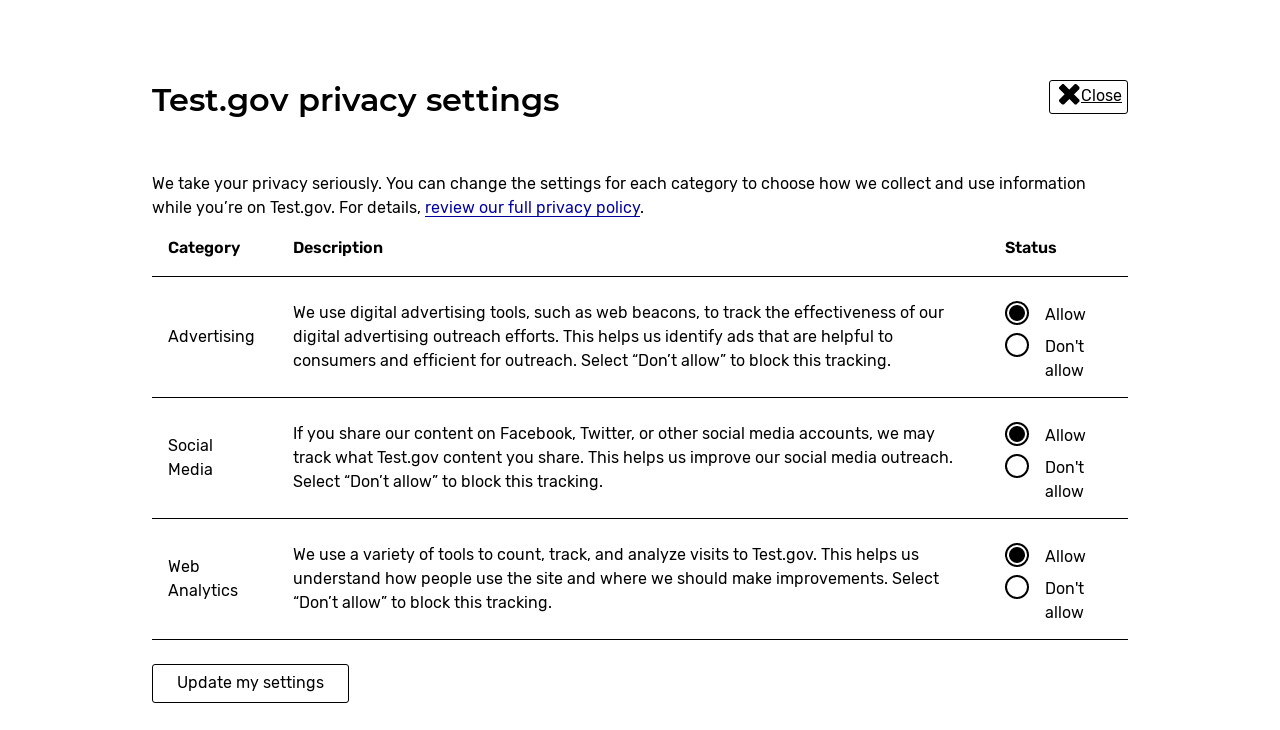 Test.gov privacy settings
Close
We take your privacy seriously. You can change the settings for each category to choose how we collect and use information
while you’re on Test.gov. For details, review our full privacy policy.
Category Description Status
Advertising
We use digital advertising tools, such as web beacons, to track the effectiveness of our
digital advertising outreach efforts. This helps us identify ads that are helpful to
consumers and efficient for outreach. Select “Don’t allow” to block this tracking.
Allow
Don't
allow
Social
Media
If you share our content on Facebook, Twitter, or other social media accounts, we may
track what Test.gov content you share. This helps us improve our social media outreach.
Select “Don’t allow” to block this tracking.
Allow
Don't
allow
Web
Analytics
We use a variety of tools to count, track, and analyze visits to Test.gov. This helps us
understand how people use the site and where we should make improvements. Select
“Don’t allow” to block this tracking.
Allow
Don't
allow
Update my settings